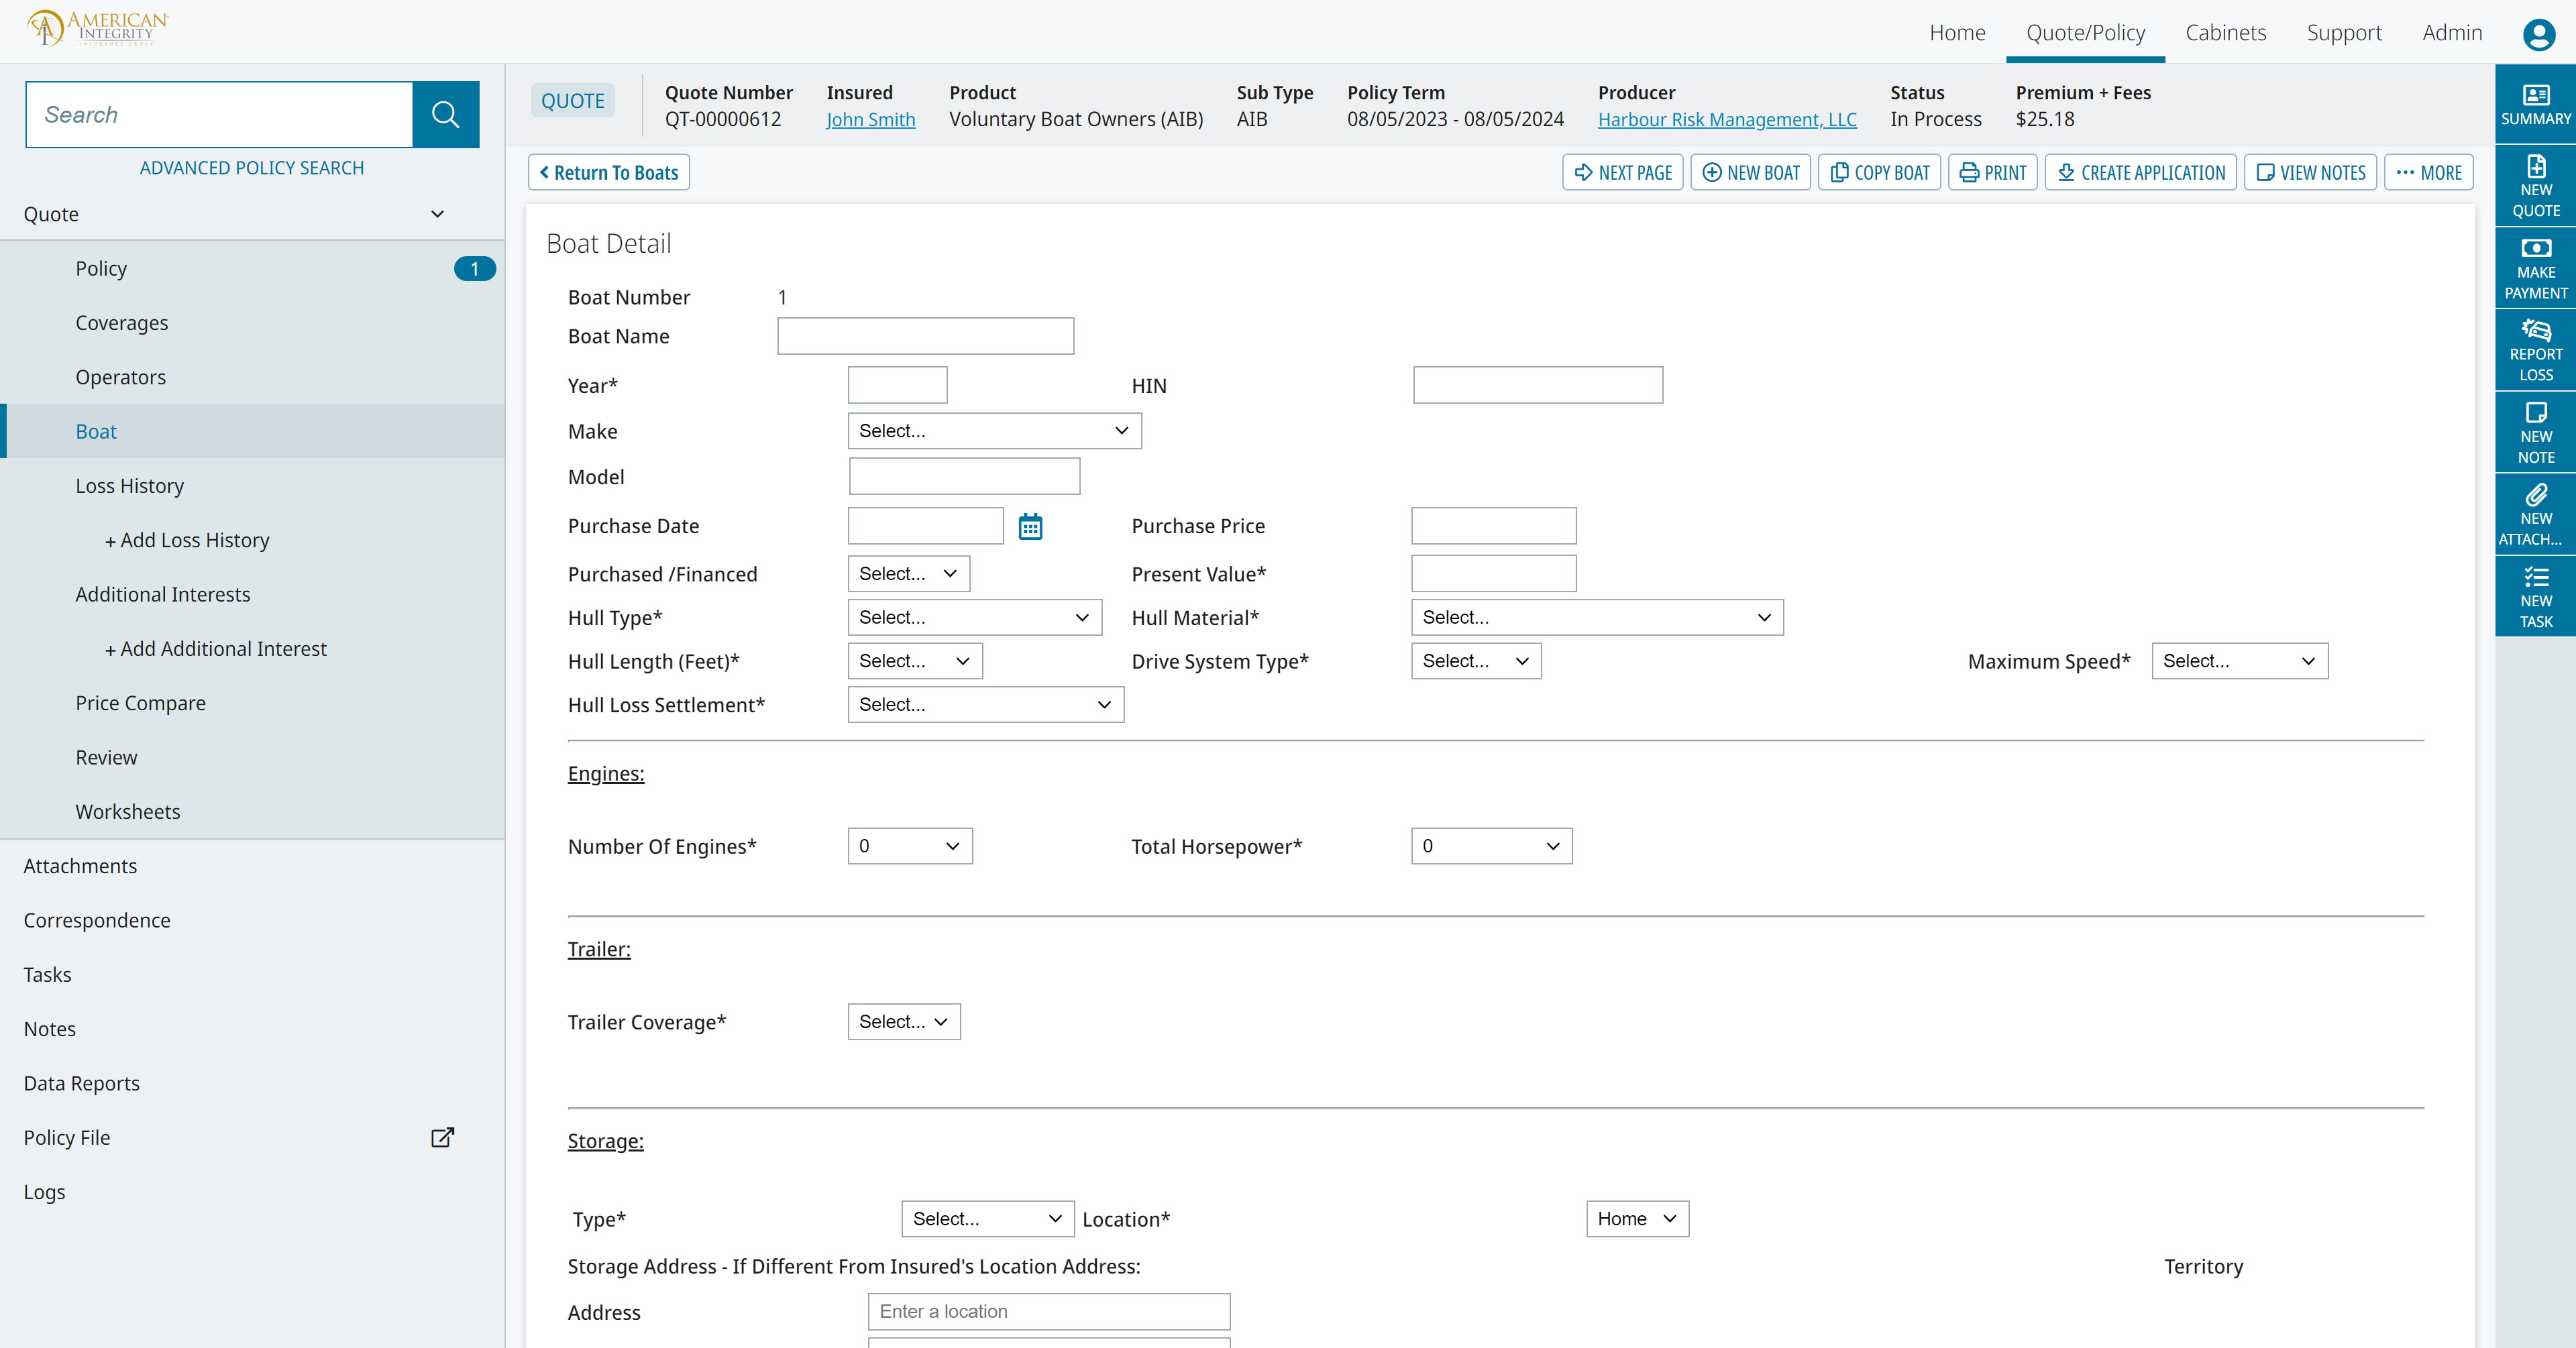 AMERICAN
INTEGRITY
INSURANCE GROUP
Home
Quote/Policy
Cabinets
Support
Admin
Search
ADVANCED POLICY SEARCH
Quote
Policy
1
Coverages
Operators
Boat
Loss History
+ Add Loss History
Additional Interests
+ Add Additional Interest
Price Compare
Review
Worksheets
Attachments
Correspondence
Tasks
Notes
Data Reports
Policy File
Logs
QUOTE
Quote Number
QT-00000612
Insured
John Smith
Product
Voluntary Boat Owners (AIB)
Sub Type
AIB
Policy Term
08/05/2023 - 08/05/2024
Producer
Harbour Risk Management, LLC
Status
In Process
Premium + Fees
$25.18
Return To Boats
NEXT PAGE
NEW BOAT
COPY BOAT
PRINT
CREATE APPLICATION
VIEW NOTES
MORE
Boat Detail
Boat Number 1
Boat Name
Year* HIN
Make Select...
Model
Purchase Date Purchase Price
Purchased /Financed Select... Present Value*
Hull Type* Select... Hull Material* Select...
Hull Length (Feet)* Select... Drive System Type* Select... Maximum Speed* Select...
Hull Loss Settlement* Select...
Engines:
Number Of Engines* 0 Total Horsepower* 0
Trailer:
Trailer Coverage* Select...
Storage:
Type* Select... Location* Home
Storage Address - If Different From Insured's Location Address: Territory
Address Enter a location
SUMMARY
NEW
QUOTE
MAKE
PAYMENT
REPORT
LOSS
NEW
NOTE
NEW
ATTACH...
NEW
TASK